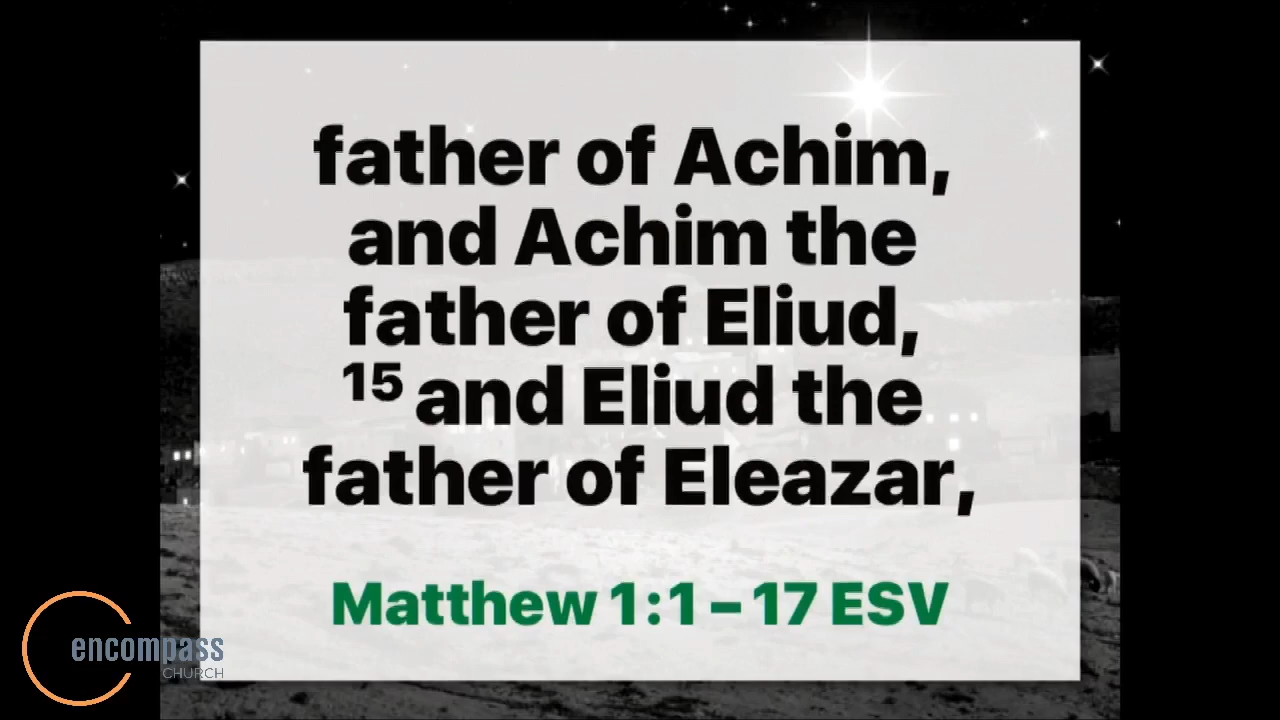 father of Achim,
and Achim the
father of Eliud,
15 and Eliud the
father of Eleazar,
Matthew 1:1 – 17 ESV
encompass
CHURCH